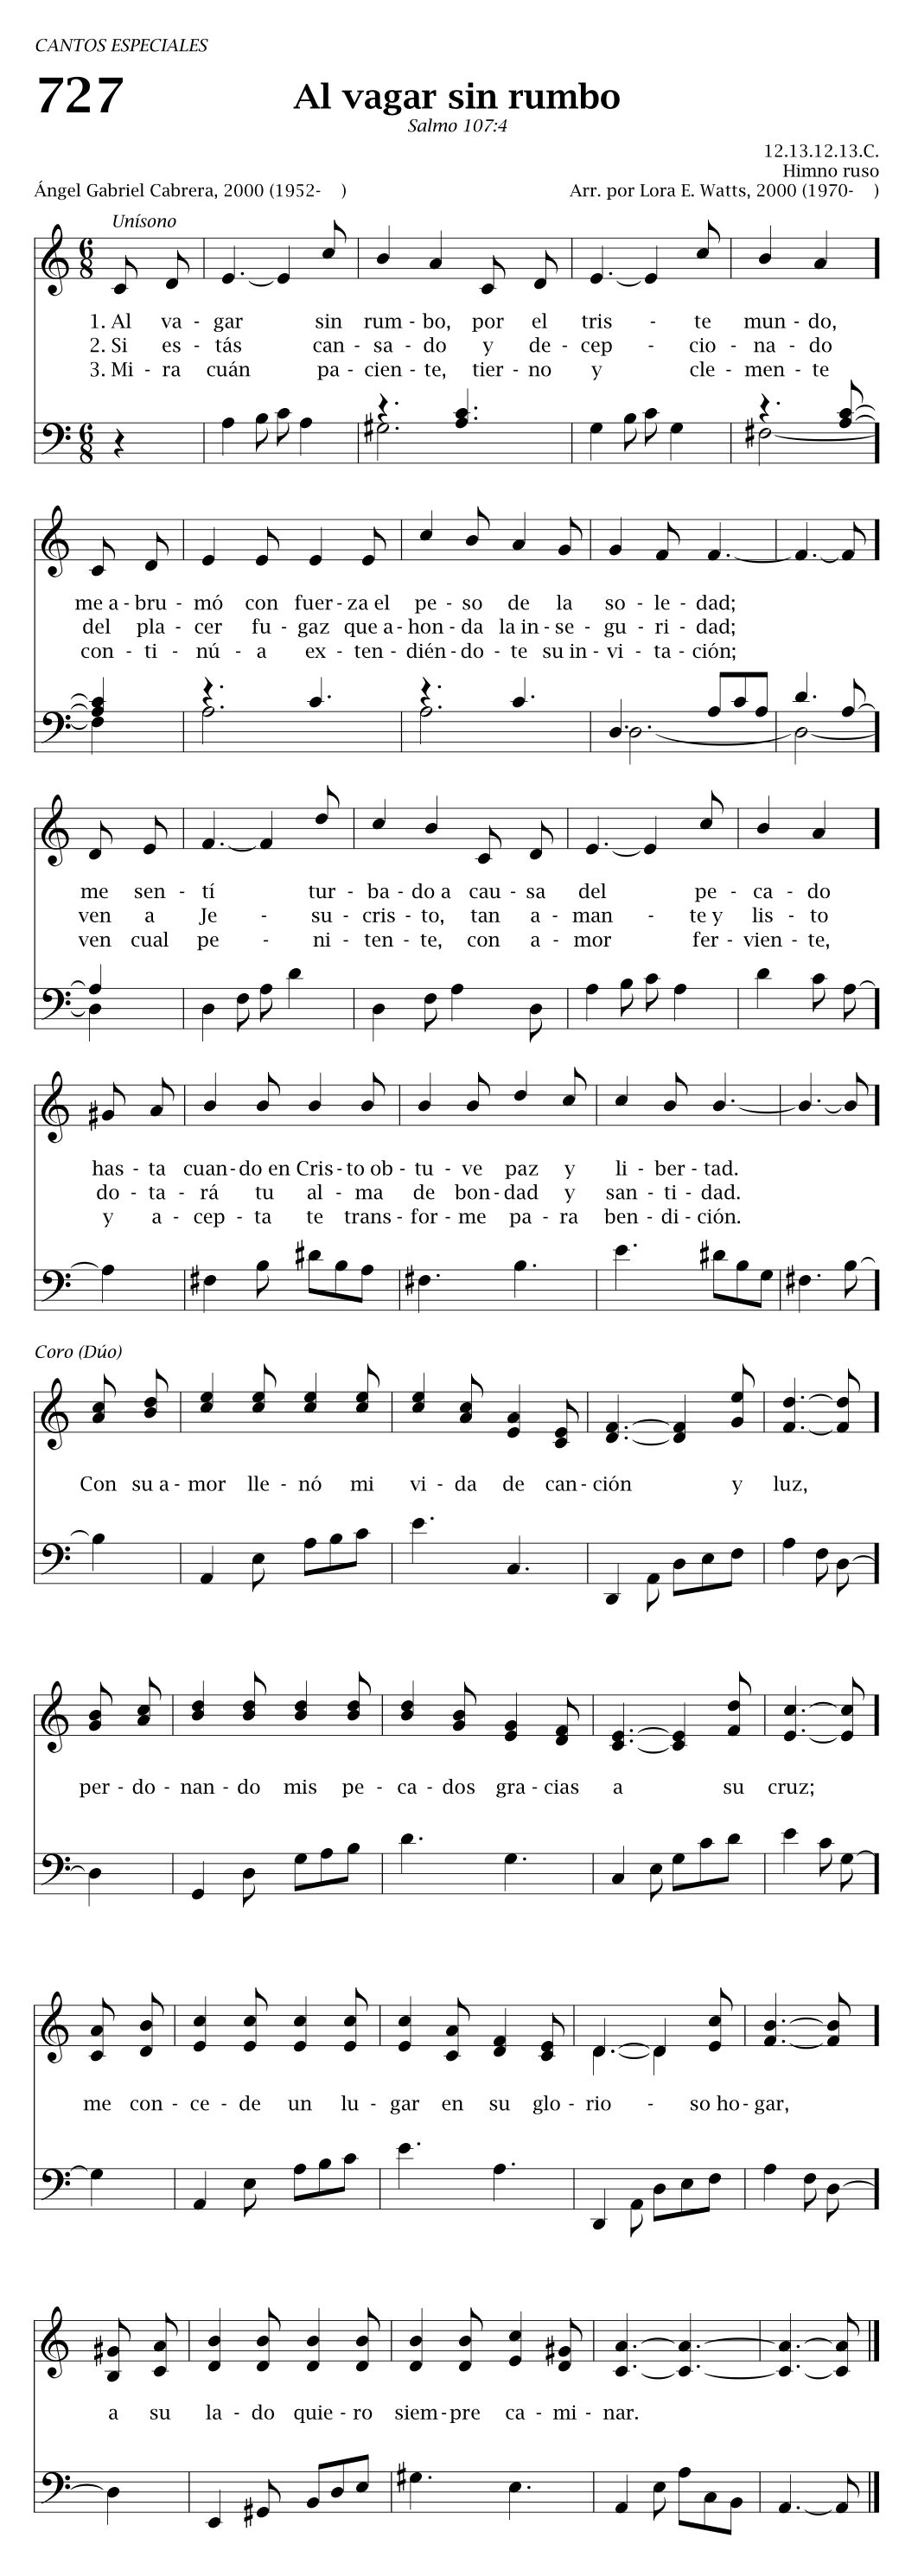 CANTOS ESPECIALES
727 Al vagar sin rumbo
Salmo 107:4
12.13.12.13.C.
Himno ruso
Ángel Gabriel Cabrera, 2000 (1952- ) Arr. por Lora E. Watts, 2000 (1970- )
Unísono
6 8
1. Al va - gar sin rum - bo, por el tris - te mun - do,
2. Si es - tás can - sa - do y de - cep - cio - na - do
3. Mi - ra cuán pa - cien - te, tier - no y cle - men - te
6 8
me a - bru - mó con fuer - za el pe - so de la so - le - dad;
del pla - cer fu - gaz que a - hon - da la in - se - gu - ri - dad;
con - ti - nú - a ex - ten - dién - do - te su in - vi - ta - ción;
me sen - tí tur - ba - do a cau - sa del pe - ca - do
ven a Je - su - cris - to, tan a - man - te y lis - to
ven cual pe - ni - ten - te, con a - mor fer - vien - te,
has - ta cuan - do en Cris - to ob - tu - ve paz y li - ber - tad.
do - ta - rá tu al - ma de bon - dad y san - ti - dad.
y a - cep - ta te trans - for - me pa - ra ben - di - ción.
Coro (Dúo)
Con su a - mor lle - nó mi vi - da de can - ción y luz,
per - do - nan - do mis pe - ca - dos gra - cias a su cruz;
me con - ce - de un lu - gar en su glo - rio - so ho - gar,
a su la - do quie - ro siem - pre ca - mi - nar.